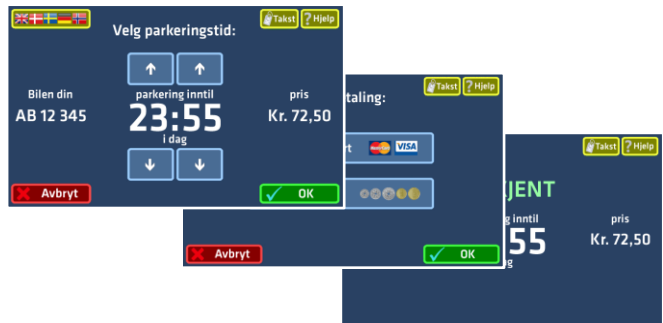 Takst
Hjelp
Velg parkeringstid:
Bilen din
AB 12 345
parkering inntil
23:55
i dag
pris
Kr. 72,50
Avbryt
OK
Takst
Hjelp
taling:
VISA
Avbryt
OK
Takst
Hjelp
JENT
g inntil
55
pris
Kr. 72,50